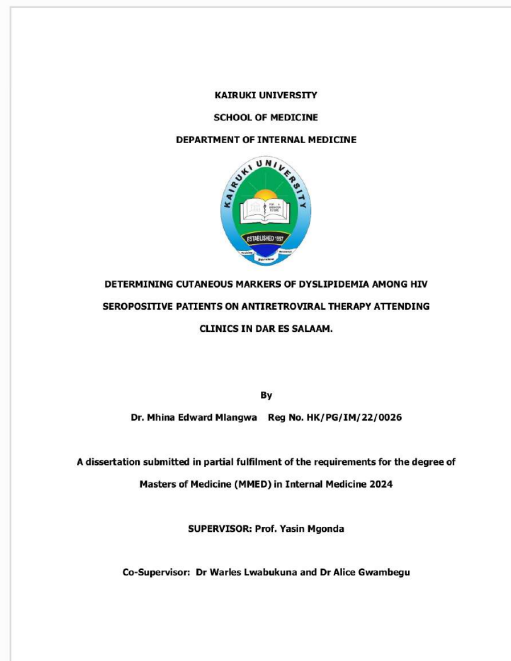 KAIRUKI UNIVERSITY
SCHOOL OF MEDICINE
DEPARTMENT OF INTERNAL MEDICINE
KAIRUKI UNIVERSITY
ESTABLISHED 1997
DETERMINING CUTANEOUS MARKERS OF DYSLIPIDEMIA AMONG HIV
SEROPOSITIVE PATIENTS ON ANTIRETROVIRAL THERAPY ATTENDING
CLINICS IN DAR ES SALAAM.
By
Dr. Mhina Edward Mlangwa Reg No. HK/PG/IM/22/0026
A dissertation submitted in partial fulfilment of the requirements for the degree of
Masters of Medicine (MMED) in Internal Medicine 2024
SUPERVISOR: Prof. Yasin Mgonda
Co-Supervisor: Dr Warles Lwabukuna and Dr Alice Gwambegu